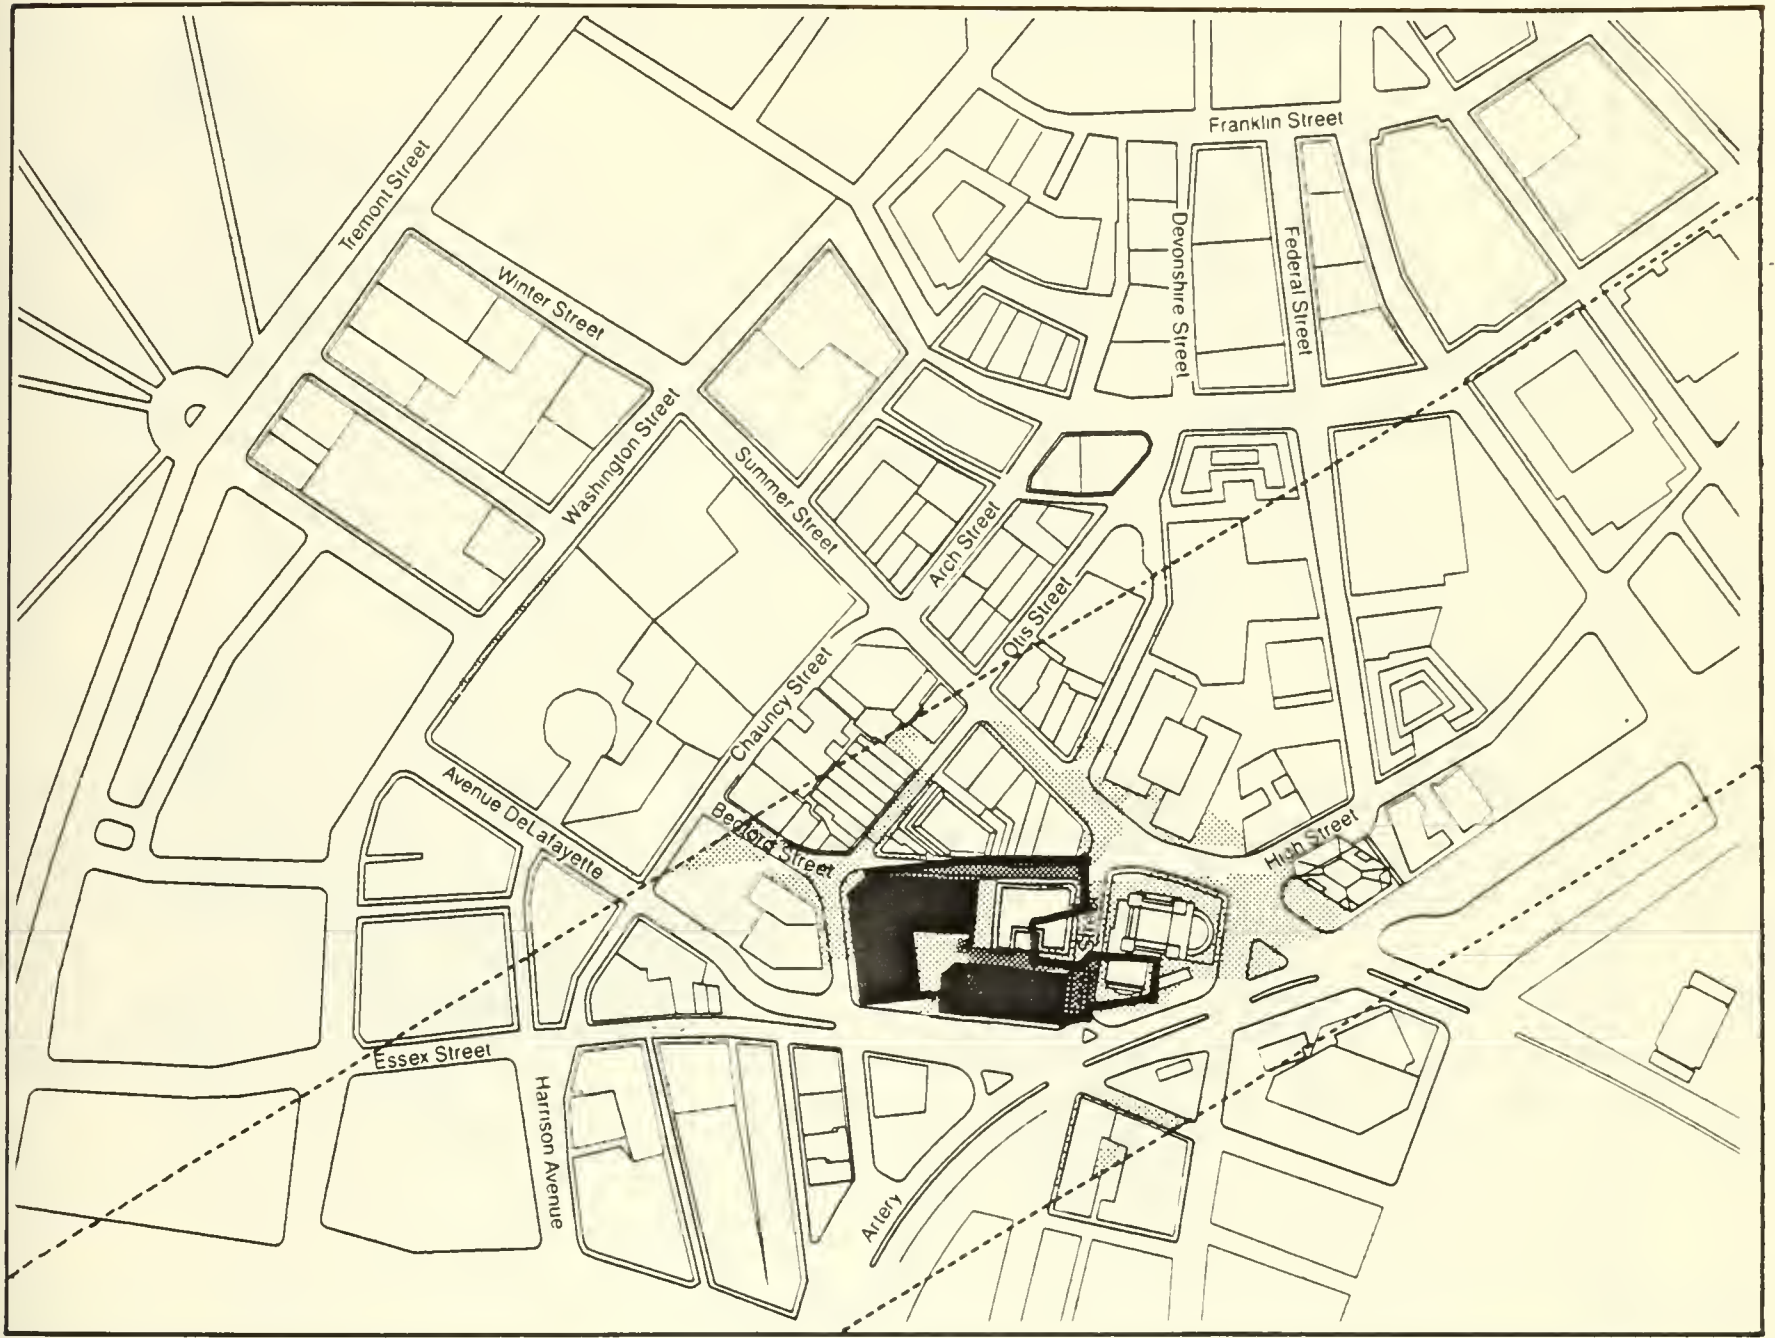 Franklin Street
Tremont Street
Winter Street
Devonshire Street
Federal Street
Washington Street
Summer Street
Arch Street
Otis Street
Chauncy Street
Avenue DeLafayette
Bedford Street
High Street
Essex Street
Harrison Avenue
Artery